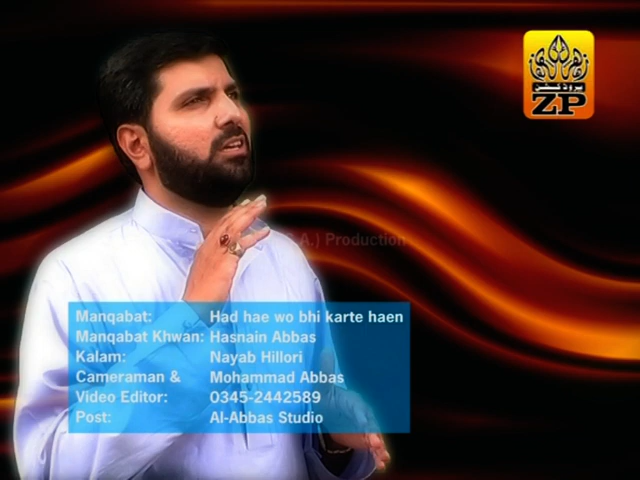 پروڈکشن
ZP
A.) Production
Manqabat: Had hae wo bhi karte haen
Manqabat Khwan: Hasnain Abbas
Kalam: Nayab Hillori
Cameraman & Mohammad Abbas
Video Editor: 0345-2442589
Post: Al-Abbas Studio